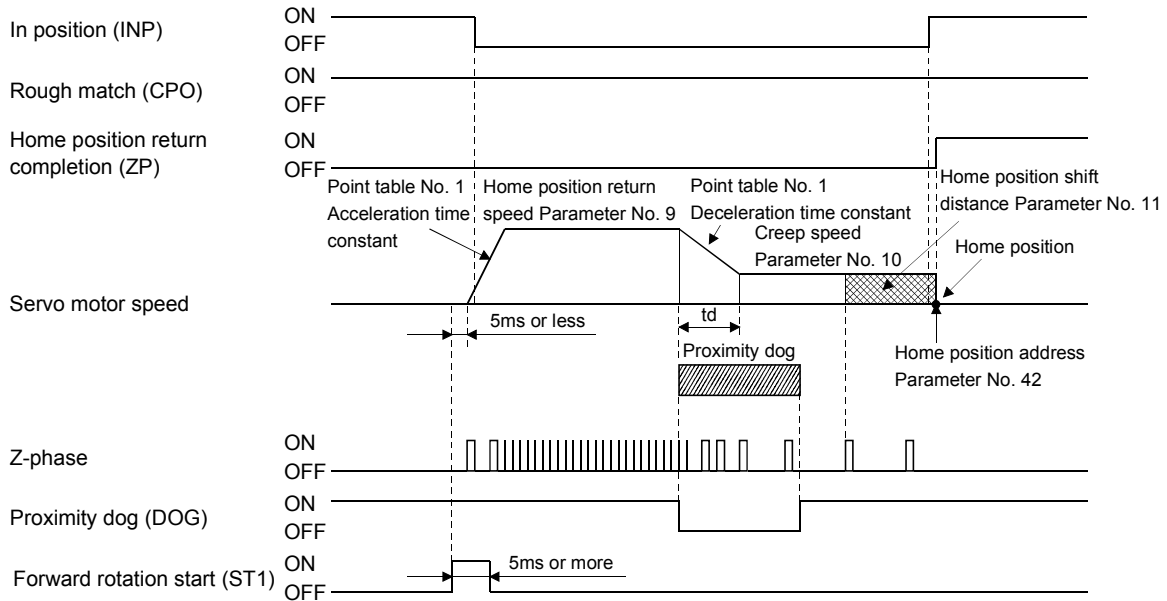 In position (INP)
ON
OFF
Rough match (CPO)
ON
OFF
Home position return
completion (ZP)
ON
OFF
Point table No. 1
Acceleration time
constant
Home position return
speed Parameter No. 9
Point table No. 1
Deceleration time constant
Creep speed
Parameter No. 10
Home position shift
distance Parameter No. 11
Home position
Servo motor speed
5ms or less
td
Proximity dog
Home position address
Parameter No. 42
Z-phase
ON
OFF
Proximity dog (DOG)
ON
OFF
Forward rotation start (ST1)
ON
OFF
5ms or more